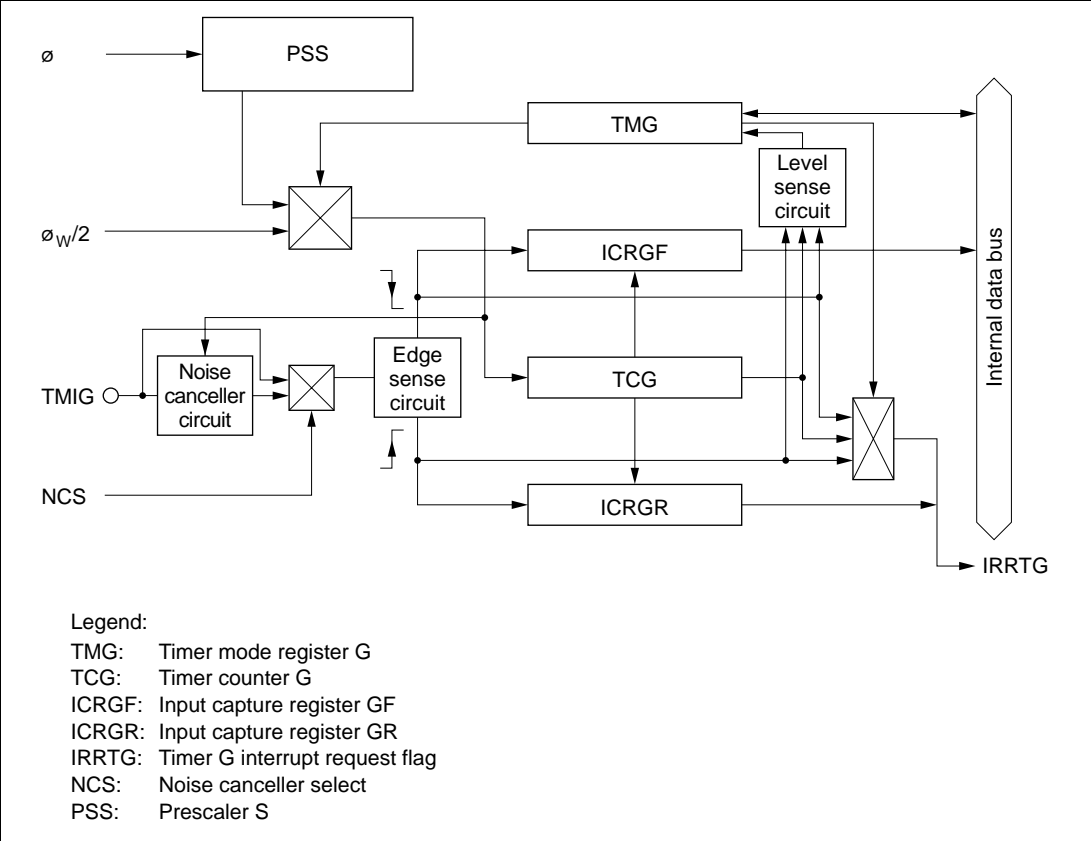 ø
PSS
TMG
Level
sense
circuit
øW/2
ICRGF
Internal data bus
Edge
sense
circuit
TCG
TMIG
Noise
canceller
circuit
NCS
ICRGR
IRRTG
Legend:
TMG: Timer mode register G
TCG: Timer counter G
ICRGF: Input capture register GF
ICRGR: Input capture register GR
IRRTG: Timer G interrupt request flag
NCS: Noise canceller select
PSS: Prescaler S